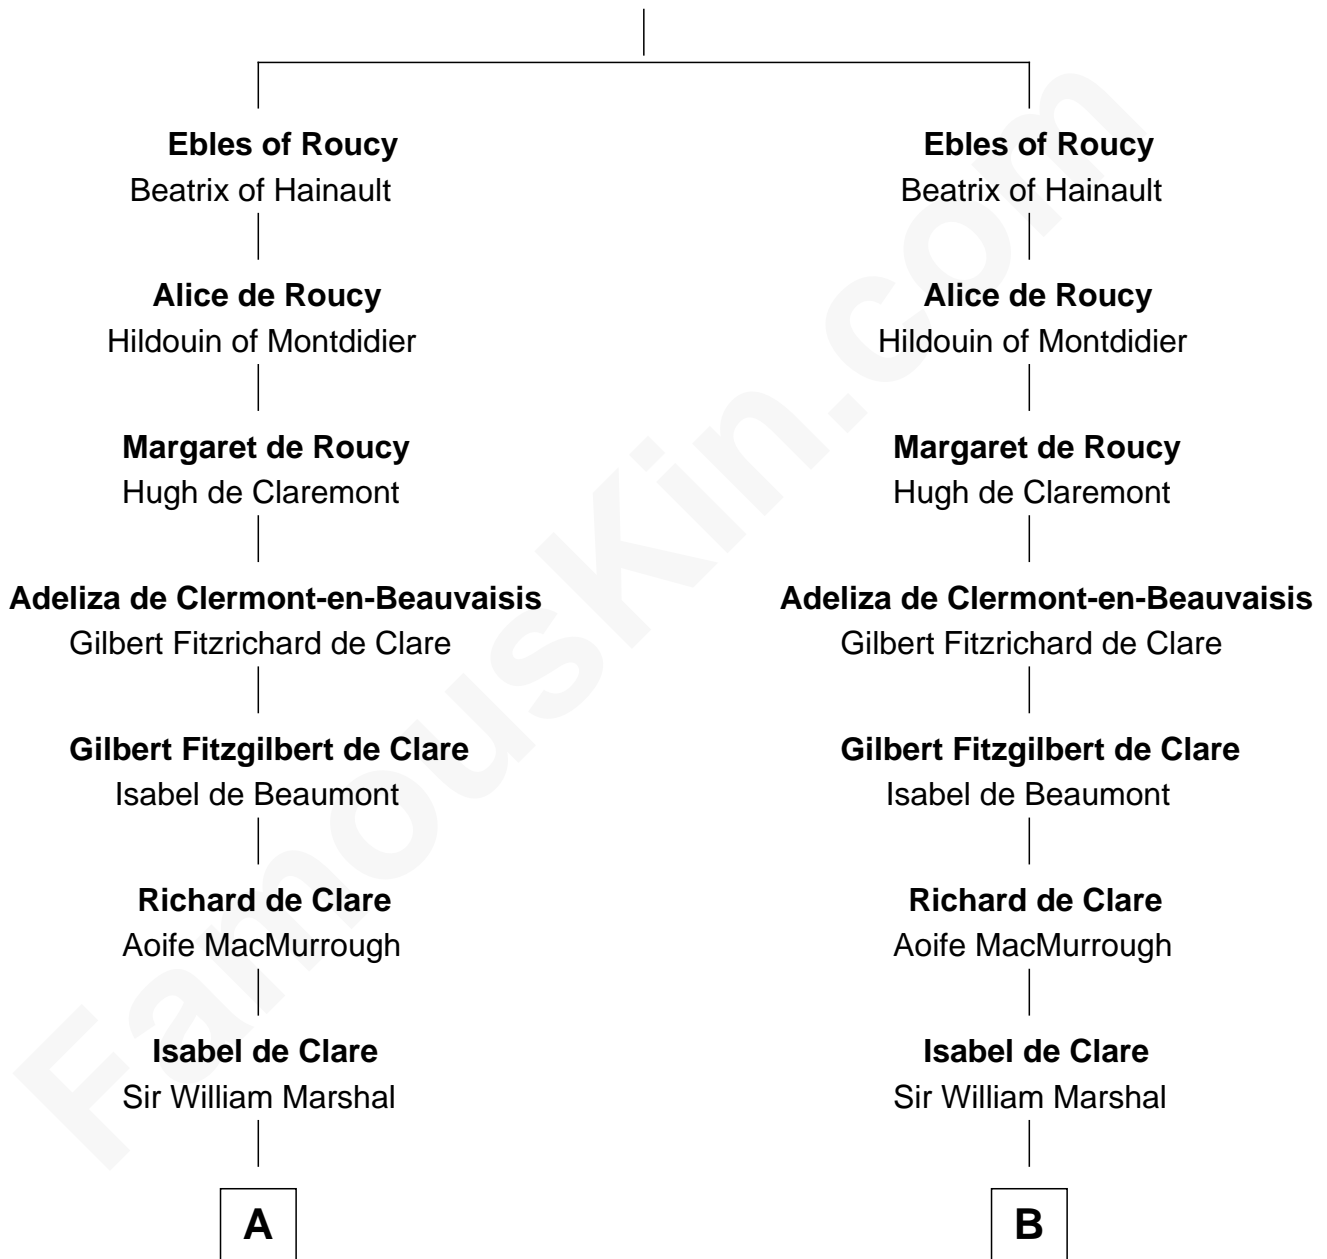 Ebles of Roucy
Beatrix of Hainault
Alice de Roucy
Hildouin of Montdidier
Margaret de Roucy
Hugh de Claremont
Adeliza de Clermont-en-Beauvaisis
Gilbert Fitzrichard de Clare
Gilbert Fitzgilbert de Clare
Isabel de Beaumont
Richard de Clare
Aoife MacMurrough
Isabel de Clare
Sir William Marshal
A
Ebles of Roucy
Beatrix of Hainault
Alice de Roucy
Hildouin of Montdidier
Margaret de Roucy
Hugh de Claremont
Adeliza de Clermont-en-Beauvaisis
Gilbert Fitzrichard de Clare
Gilbert Fitzgilbert de Clare
Isabel de Beaumont
Richard de Clare
Aoife MacMurrough
Isabel de Clare
Sir William Marshal
B
FamousKin.com